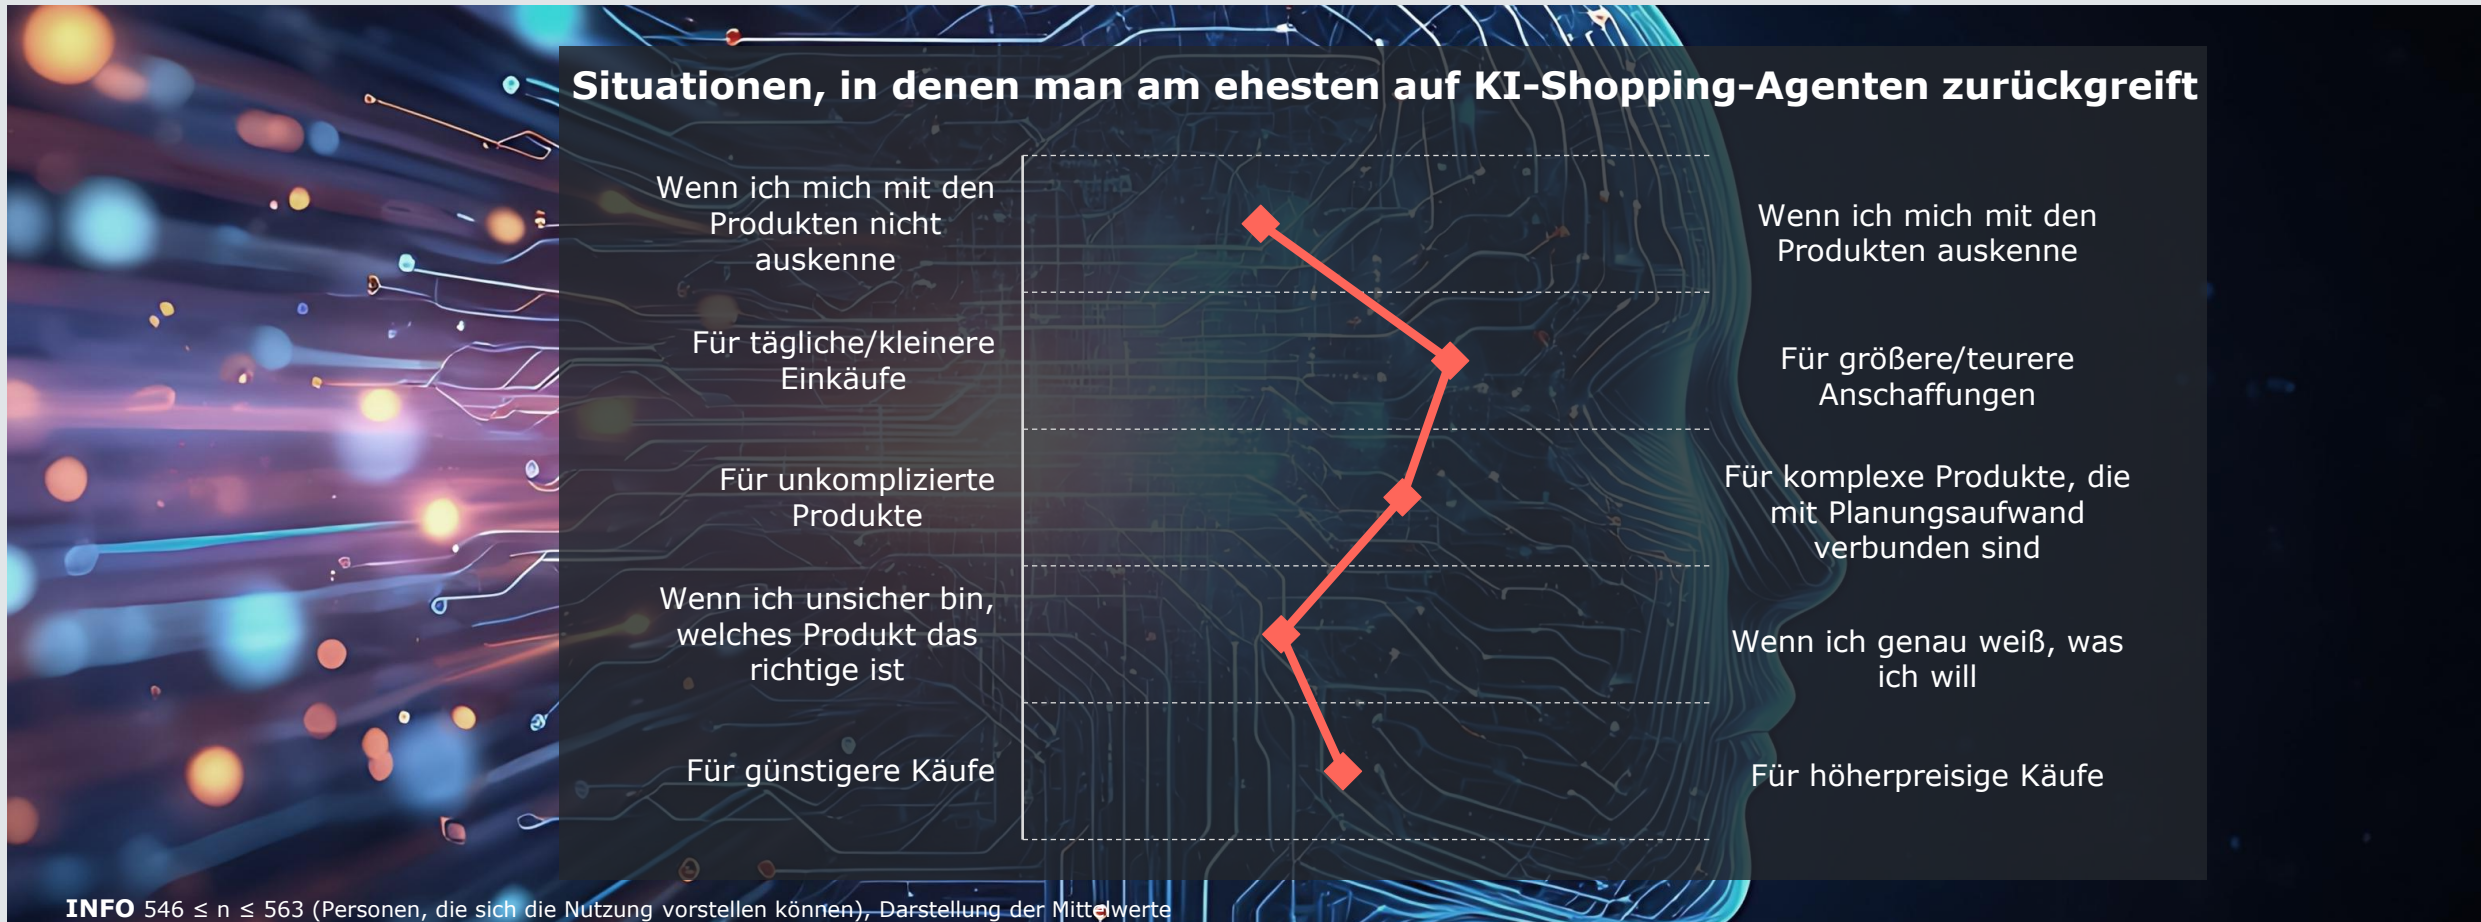 Situationen, in denen man am ehesten auf KI-Shopping-Agenten zurückgreift
Wenn ich mich mit den
Produkten nicht
auskenne
Wenn ich mich mit den
Produkten auskenne
Für tägliche/kleinere
Einkäufe
Für größere/teurere
Anschaffungen
Für unkomplizierte
Produkte
Für komplexe Produkte, die
mit Planungsaufwand
verbunden sind
Wenn ich unsicher bin,
welches Produkt das
richtige ist
Wenn ich genau weiß, was
ich will
Für günstigere Käufe
Für höherpreisige Käufe
INFO 546 ≤ n ≤ 563 (Personen, die sich die Nutzung vorstellen können), Darstellung der Mittelwerte